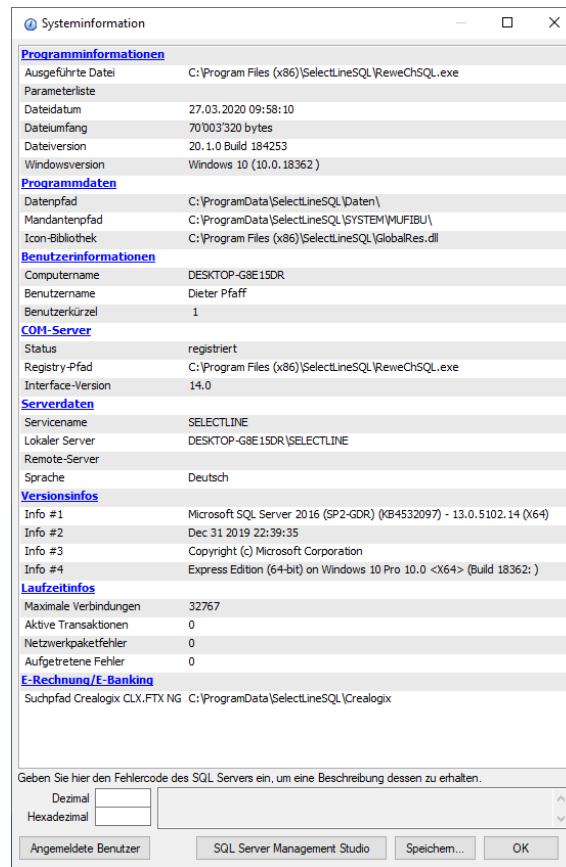 Systeminformation
Programminformationen
Ausgeführte Datei C:\Program Files (x86)\SelectLineSQL\ReweChSQL.exe
Parameterliste
Dateidatum 27.03.2020 09:58:10
Dateiumfang 70'003'320 bytes
Dateiversion 20.1.0 Build 184253
Windowsversion Windows 10 (10.0.18362 )
Programmdaten
Datenpfad C:\ProgramData\SelectLineSQL\Daten\
Mandantenpfad C:\ProgramData\SelectLineSQL\SYSTEM\MUFIBU\
Icon-Bibliothek C:\Program Files (x86)\SelectLineSQL\GlobalRes.dll
Benutzerinformationen
Computername DESKTOP-G8E15DR
Benutzername Dieter Pfaff
Benutzerkürzel 1
COM-Server
Status registriert
Registry-Pfad C:\Program Files (x86)\SelectLineSQL\ReweChSQL.exe
Interface-Version 14.0
Serverdaten
Servicename SELECTLINE
Lokaler Server DESKTOP-G8E15DR\SELECTLINE
Remote-Server
Sprache Deutsch
Versionsinfos
Info #1 Microsoft SQL Server 2016 (SP2-GDR) (KB4532097) - 13.0.5102.14 (X64)
Info #2 Dec 31 2019 22:39:35
Info #3 Copyright (c) Microsoft Corporation
Info #4 Express Edition (64-bit) on Windows 10 Pro 10.0 <X64> (Build 18362: )
Laufzeitinfos
Maximale Verbindungen 32767
Aktive Transaktionen 0
Netzwerkpaketfehler 0
Aufgetretene Fehler 0
E-Rechnung/E-Banking
Suchpfad Crealogix CLX.FTX NG C:\ProgramData\SelectLineSQL\Crealogix
Geben Sie hier den Fehlercode des SQL Servers ein, um eine Beschreibung dessen zu erhalten.
Dezimal
Hexadezimal
Angemeldete Benutzer SQL Server Management Studio Speichern... OK